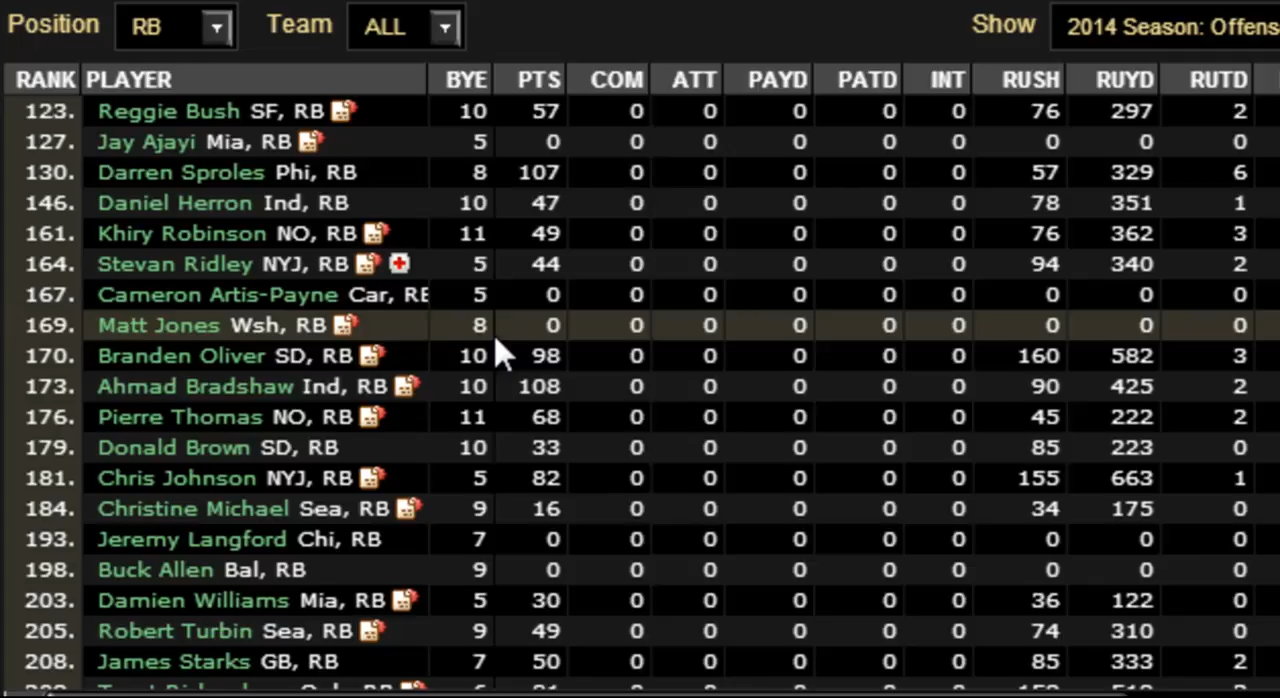 Position RB Team ALL Show 2014 Season: Offens
RANK PLAYER BYE PTS COM ATT PAYD PATD INT RUSH RUYD RUTD
123. Reggie Bush SF, RB 10 57 0 0 0 0 0 76 297 2
127. Jay Ajayi Mia, RB 5 0 0 0 0 0 0 0 0 0
130. Darren Sproles Phi, RB 8 107 0 0 0 0 0 57 329 6
146. Daniel Herron Ind, RB 10 47 0 0 0 0 0 78 351 1
161. Khiry Robinson NO, RB 11 49 0 0 0 0 0 76 362 3
164. Stevan Ridley NYJ, RB 5 44 0 0 0 0 0 94 340 2
167. Cameron Artis-Payne Car, RB 5 0 0 0 0 0 0 0 0 0
169. Matt Jones Wsh, RB 8 0 0 0 0 0 0 0 0 0
170. Branden Oliver SD, RB 10 98 0 0 0 0 0 160 582 3
173. Ahmad Bradshaw Ind, RB 10 108 0 0 0 0 0 90 425 2
176. Pierre Thomas NO, RB 11 68 0 0 0 0 0 45 222 2
179. Donald Brown SD, RB 10 33 0 0 0 0 0 85 223 0
181. Chris Johnson NYJ, RB 5 82 0 0 0 0 0 155 663 1
184. Christine Michael Sea, RB 9 16 0 0 0 0 0 34 175 0
193. Jeremy Langford Chi, RB 7 0 0 0 0 0 0 0 0 0
198. Buck Allen Bal, RB 9 0 0 0 0 0 0 0 0 0
203. Damien Williams Mia, RB 5 30 0 0 0 0 0 36 122 0
205. Robert Turbin Sea, RB 9 49 0 0 0 0 0 74 310 0
208. James Starks GB, RB 7 50 0 0 0 0 0 85 333 2